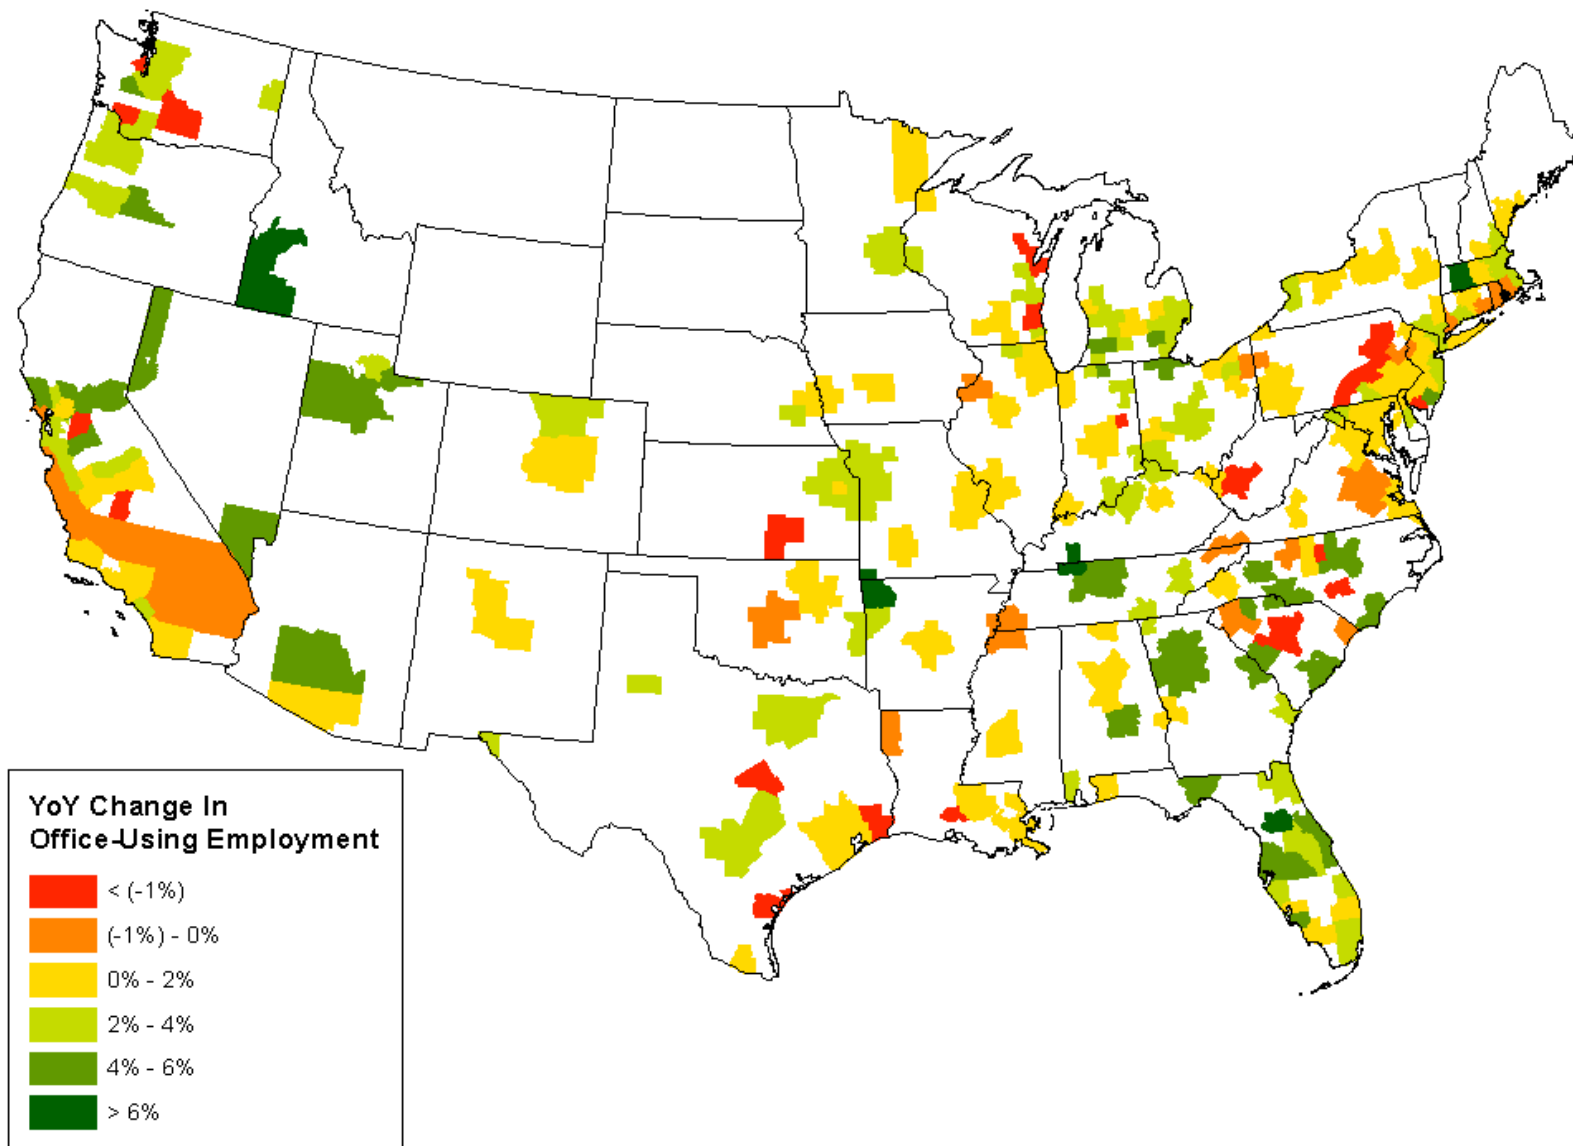 YoY Change In
Office-Using Employment
< (-1%)
(-1%) - 0%
0% - 2%
2% - 4%
4% - 6%
> 6%